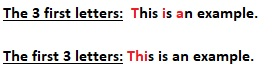 The 3 first letters: This is an example.
The first 3 letters: This is an example.